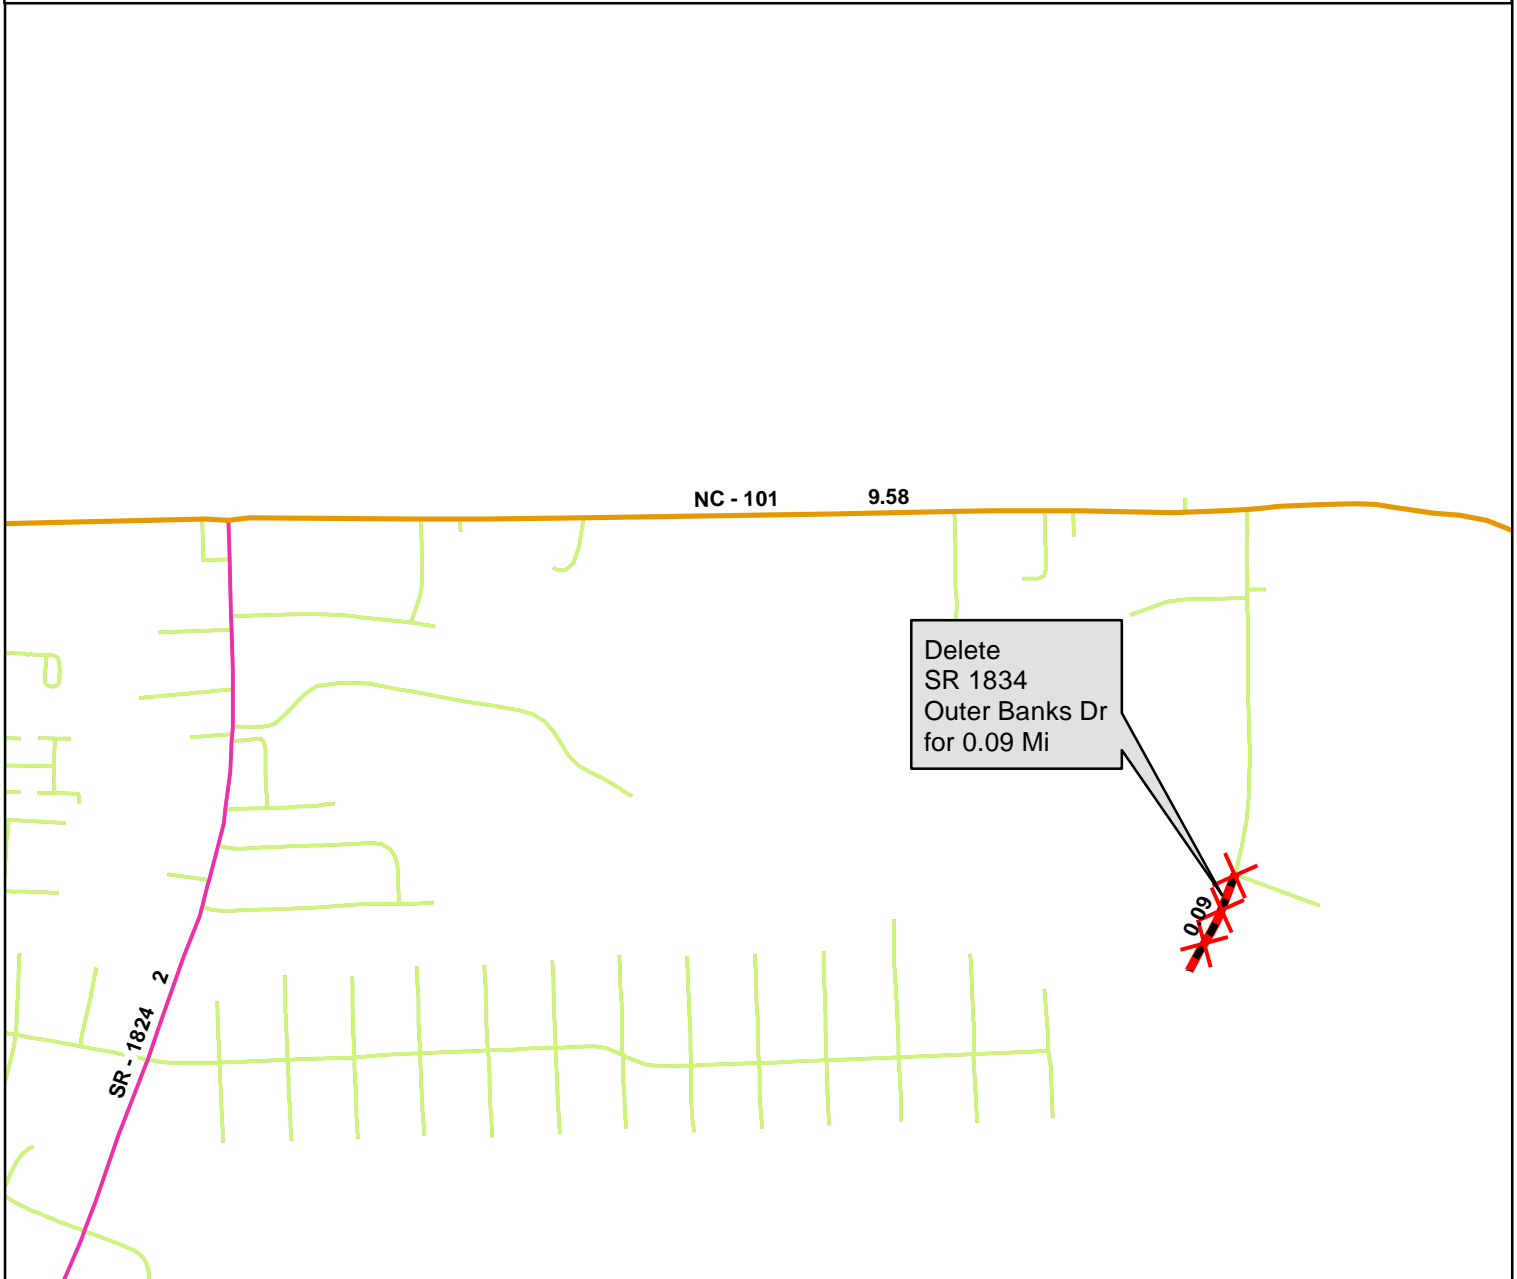 NC - 101 9.58
Delete
SR 1834
Outer Banks Dr
for 0.09 Mi
0.09
SR - 1824 2